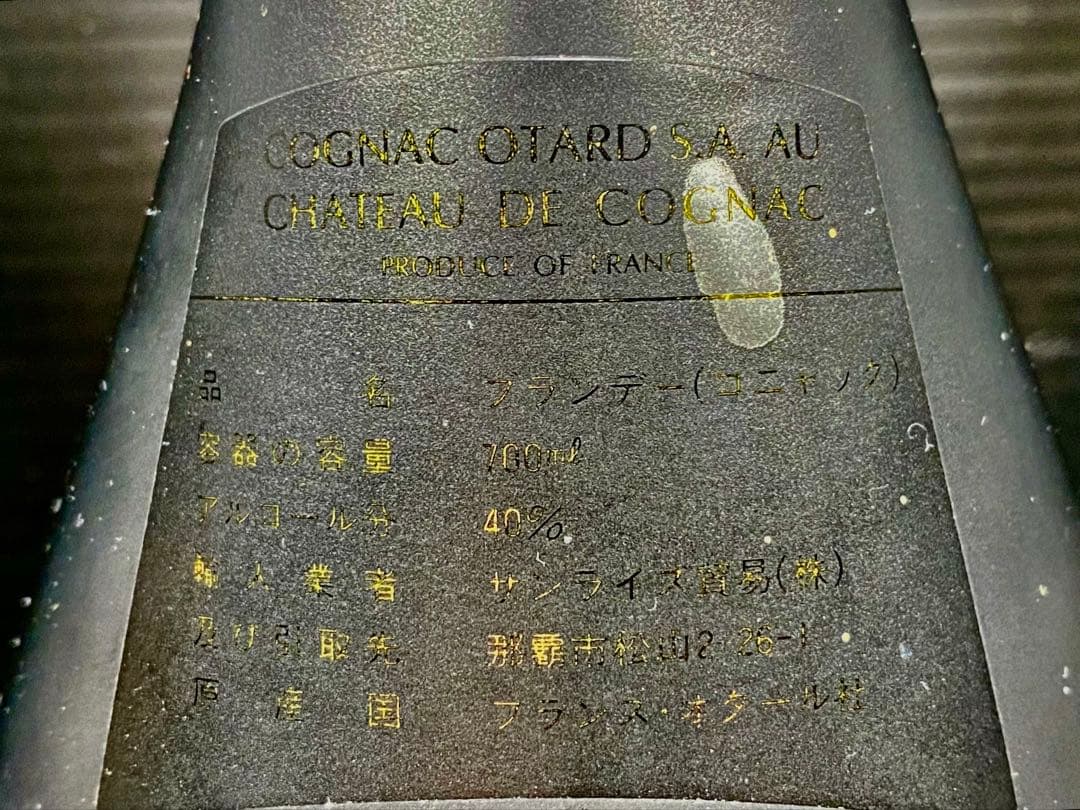 COGNAC OTARD S.A. AU
CHATEAU DE COGNAC
PRODUCE OF FRANCE
品名 ブランデー(コニャック)
容器の容量 700ml
アルコール分 40%
輸入業者 サンライズ貿易(株)
及び引取先 那覇市松山2-26-1
原産国 フランス・オタール社